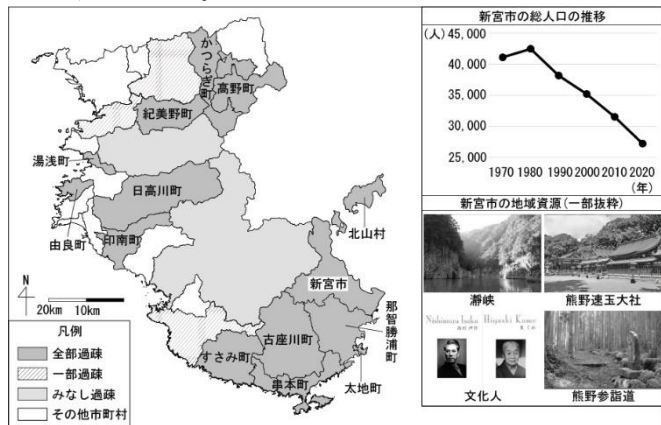 かつらぎ町
高野町
紀美野町
湯浅町
日高川町
由良町
印南町
北山村
新宮市
那智勝浦町
古座川町
すさみ町
串本町
太地町
N
20km 10km
凡例
全部過疎
一部過疎
みなし過疎
その他市町村
新宮市の総人口の推移
(人)
45,000
40,000
35,000
30,000
25,000
1970 1980 1990 2000 2010 2020
(年)
新宮市の地域資源(一部抜粋)
瀞峡
熊野速玉大社
文化人
熊野参詣道